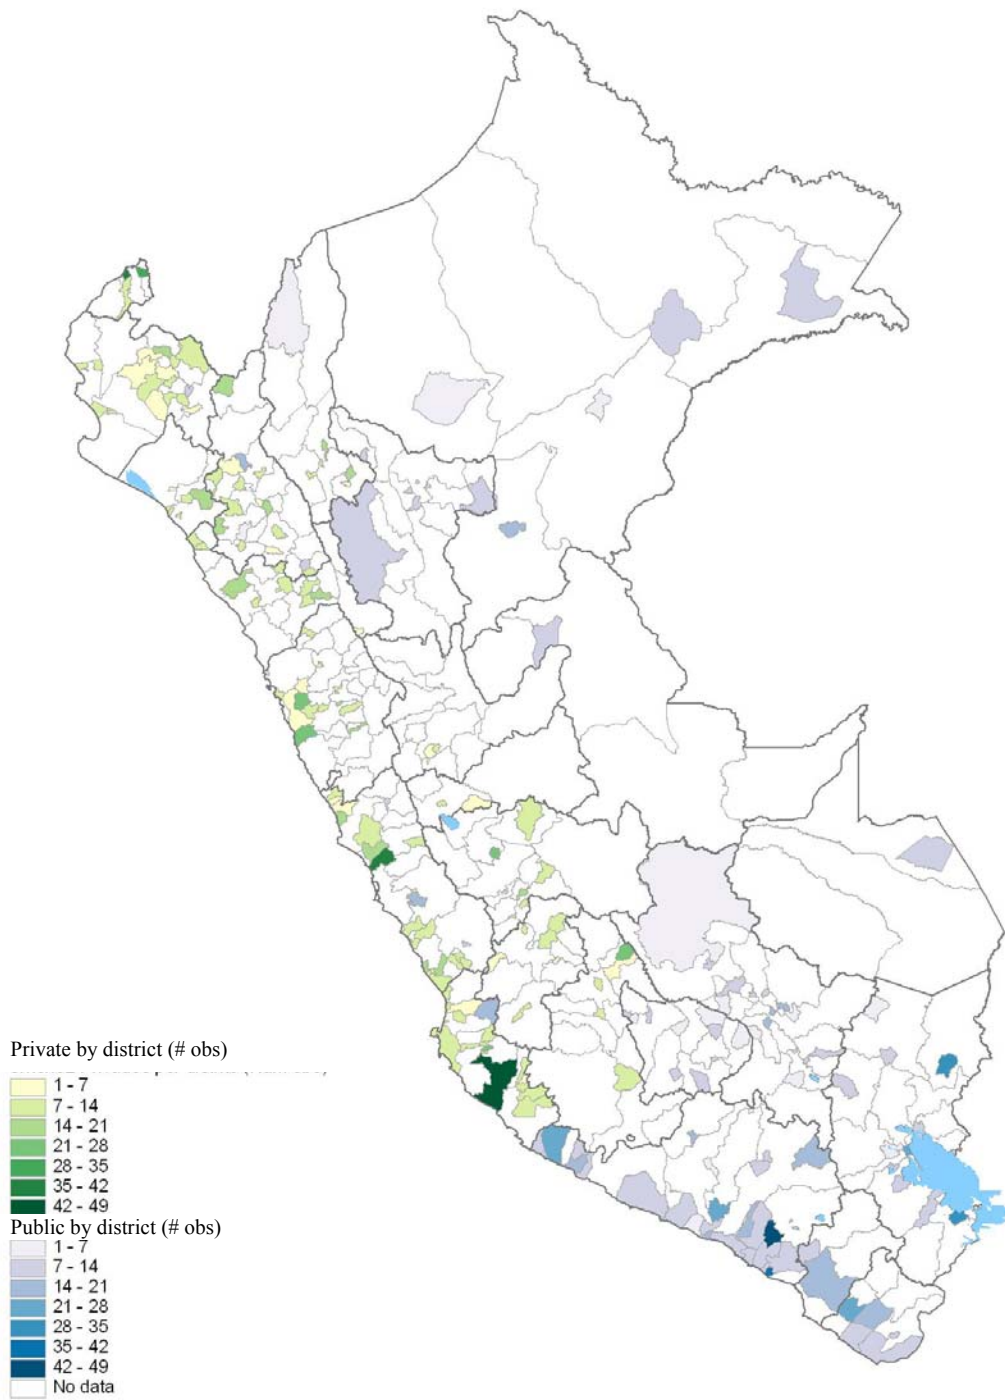 Private by district (# obs)
1 - 7
7 - 14
14 - 21
21 - 28
28 - 35
35 - 42
42 - 49
Public by district (# obs)
1 - 7
7 - 14
14 - 21
21 - 28
28 - 35
35 - 42
42 - 49
No data